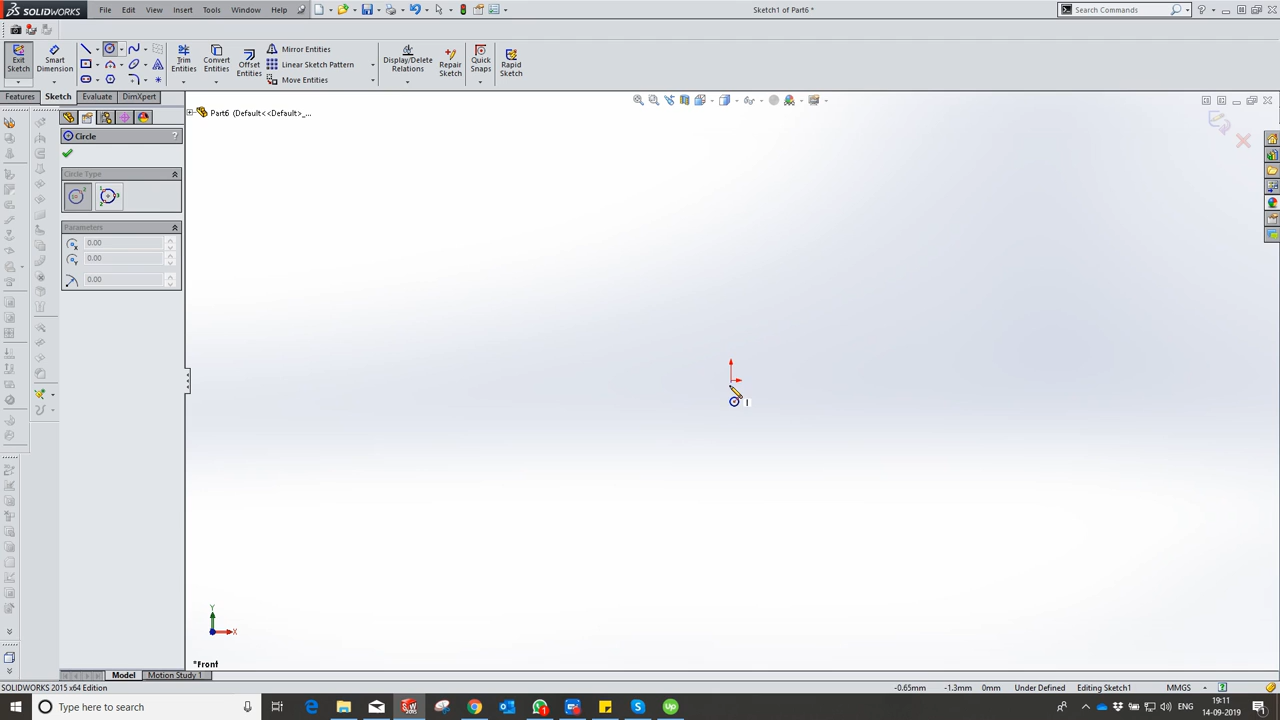 SOLIDWORKS
File
Edit
View
Insert
Tools
Window
Help
Sketch1 of Part6 *
Search Commands
Exit
Sketch
Smart
Dimension
Trim
Entities
Convert
Entities
Offset
Entities
Mirror Entities
Linear Sketch Pattern
Move Entities
Display/Delete
Relations
Repair
Sketch
Quick
Snaps
Rapid
Sketch
Features
Sketch
Evaluate
DimXpert
Part6 (Default<<Default>_...
Circle
?
Circle Type
Parameters
0.00
0.00
0.00
Y
X
*Front
Model
Motion Study 1
SOLIDWORKS 2015 x64 Edition
-0.65mm
-1.3mm
0mm
Under Defined
Editing Sketch1
MMGS
Type here to search
ENG
19:11
14-09-2019